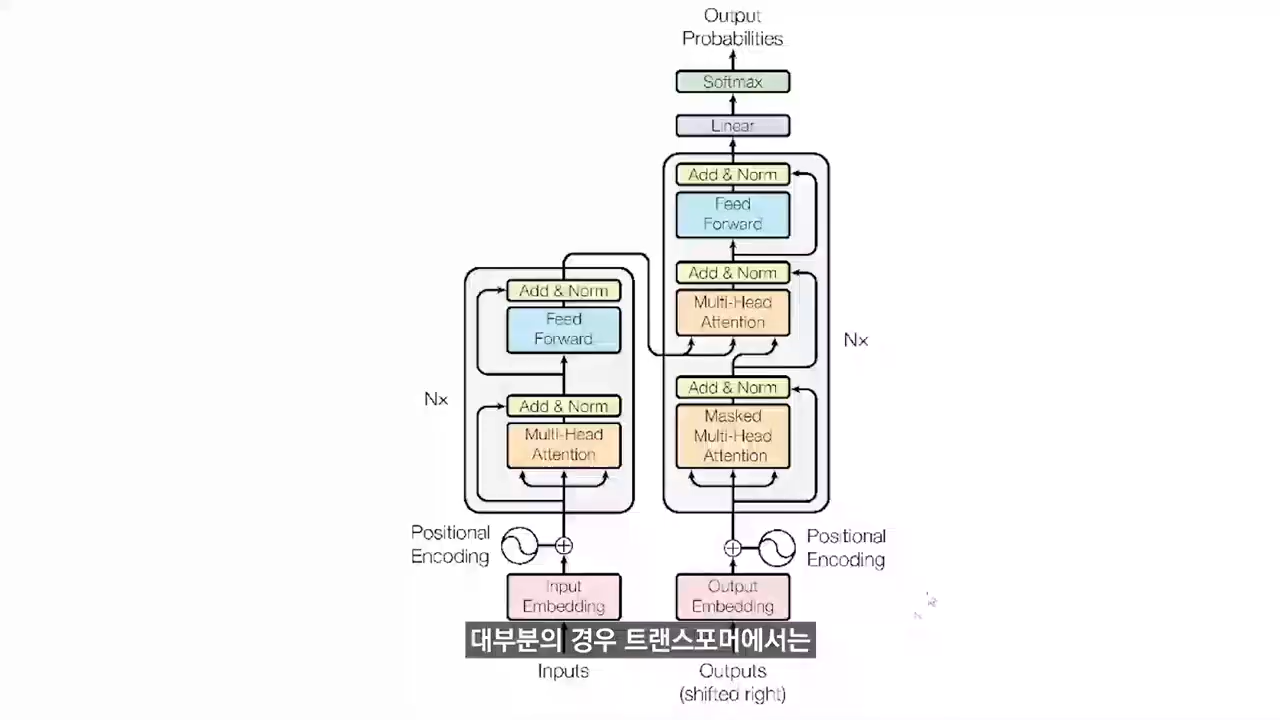 Output
Probabilities
Softmax
Linear
Add & Norm
Feed
Forward
Add & Norm
Multi-Head
Attention
Nx
Add & Norm
Masked
Multi-Head
Attention
Add & Norm
Feed
Forward
Nx
Add & Norm
Multi-Head
Attention
Positional
Encoding
Positional
Encoding
Input
Embedding
Output
Embedding
대부분의 경우 트랜스포머에서는
Inputs
Outputs
(shifted right)